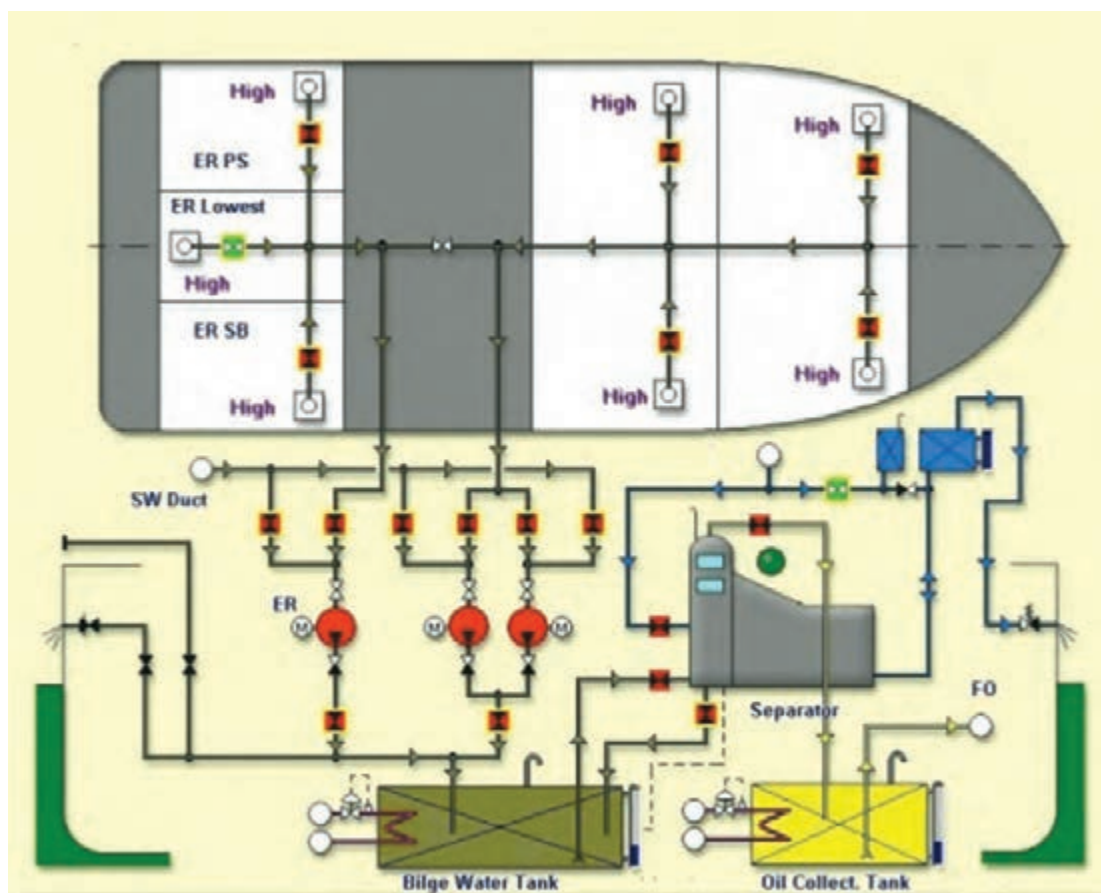 High
High
High
ER PS
ER Lowest
High
ER SB
High
High
High
SW Duct
ER
M
M
M
Separator
FO
Bilge Water Tank
Oil Collect. Tank